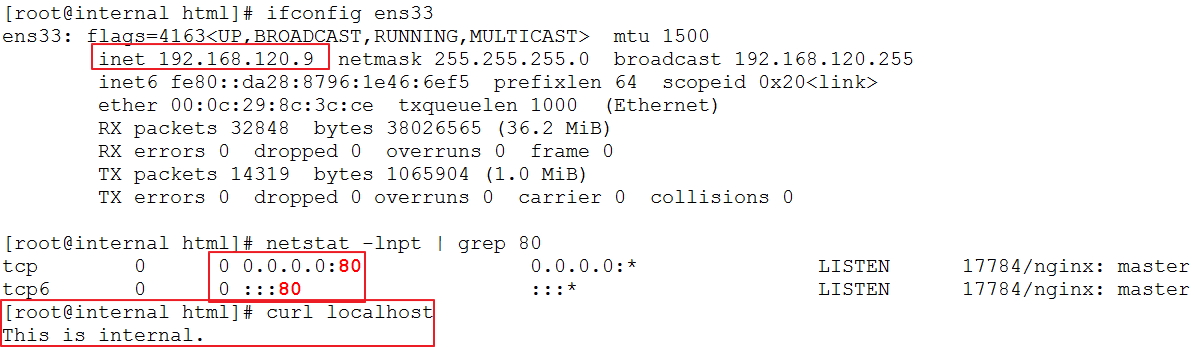 [root@internal html]# ifconfig ens33
ens33: flags=4163<UP,BROADCAST,RUNNING,MULTICAST>  mtu 1500
        inet 192.168.120.9  netmask 255.255.255.0  broadcast 192.168.120.255
        inet6 fe80::da28:8796:1e46:6ef5  prefixlen 64  scopeid 0x20<link>
        ether 00:0c:29:8c:3c:ce  txqueuelen 1000  (Ethernet)
        RX packets 32848  bytes 38026565 (36.2 MiB)
        RX errors 0  dropped 0  overruns 0  frame 0
        TX packets 14319  bytes 1065904 (1.0 MiB)
        TX errors 0  dropped 0 overruns 0  carrier 0  collisions 0
[root@internal html]# netstat -lnpt | grep 80
tcp        0      0 0.0.0.0:80              0.0.0.0:*               LISTEN      17784/nginx: master
tcp6       0      0 :::80                   :::*                    LISTEN      17784/nginx: master
[root@internal html]# curl localhost
This is internal.